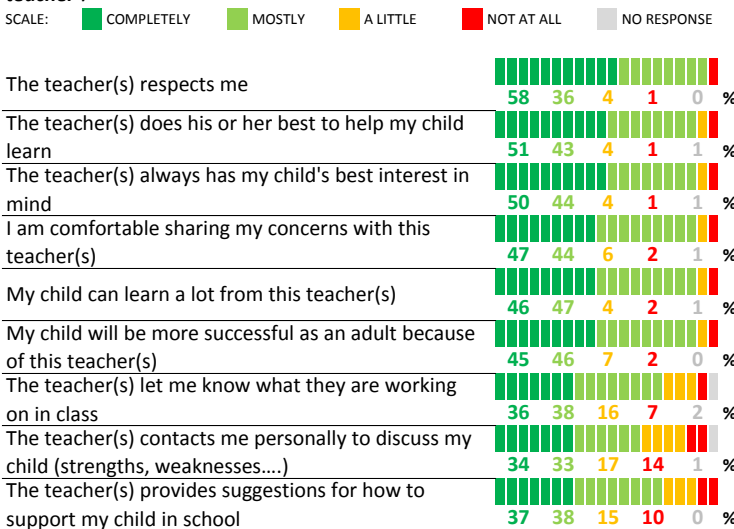 teacher?
SCALE: COMPLETELY MOSTLY A LITTLE NOT AT ALL NO RESPONSE
The teacher(s) respects me
58 36 4 1 0 %
The teacher(s) does his or her best to help my child
learn
51 43 4 1 1 %
The teacher(s) always has my child's best interest in
mind
50 44 4 1 1 %
I am comfortable sharing my concerns with this
teacher(s)
47 44 6 2 1 %
My child can learn a lot from this teacher(s)
46 47 4 2 1 %
My child will be more successful as an adult because
of this teacher(s)
45 46 7 2 0 %
The teacher(s) let me know what they are working
on in class
36 38 16 7 2 %
The teacher(s) contacts me personally to discuss my
child (strengths, weaknesses....)
34 33 17 14 1 %
The teacher(s) provides suggestions for how to
support my child in school
37 38 15 10 0 %